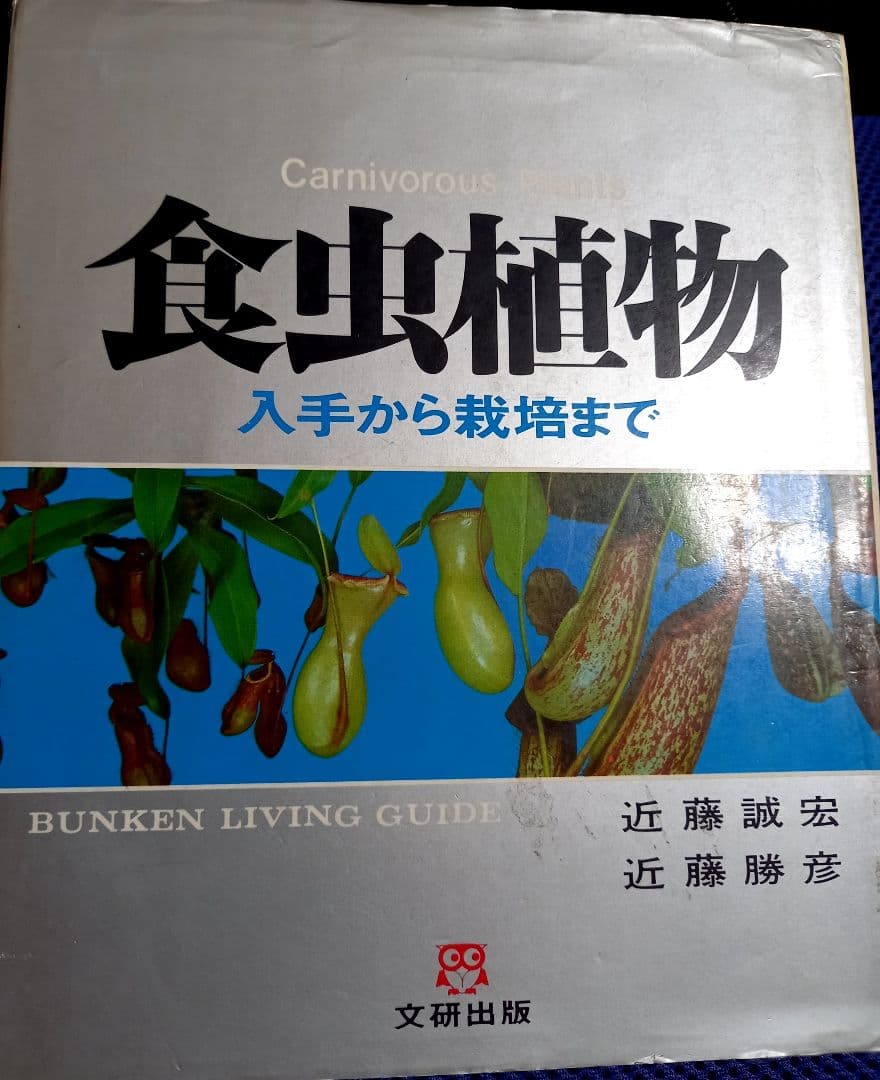 Carnivorous Plants
食虫植物
入手から栽培まで
BUNKEN LIVING GUIDE
近藤誠宏
近藤勝彦
文研出版